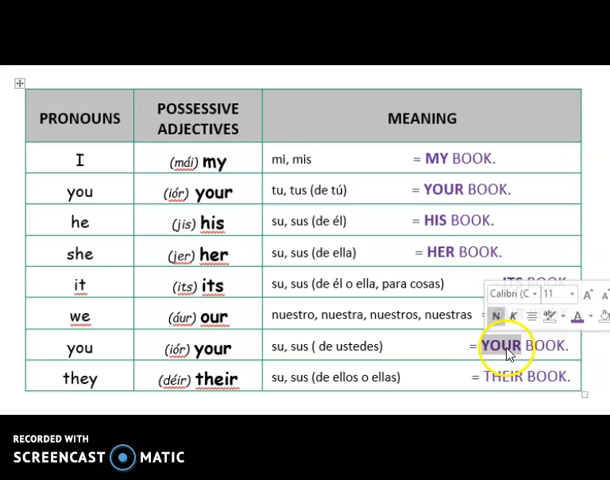 PRONOUNS POSSESSIVE ADJECTIVES MEANING
I (mái) my mi, mis = MY BOOK.
you (iór) your tu, tus (de tú) = YOUR BOOK.
he (jis) his su, sus (de él) = HIS BOOK.
she (jer) her su, sus (de ella) = HER BOOK.
it (its) its su, sus (de él o ella, para cosas) ITS BOOK.
Calibri (C 11
we (áur) our nuestro, nuestra, nuestros, nuestras =
N K
you (iór) your su, sus ( de ustedes) = YOUR BOOK.
they (déir) their su, sus (de ellos o ellas) = THEIR BOOK.
RECORDED WITH
SCREENCAST MATIC